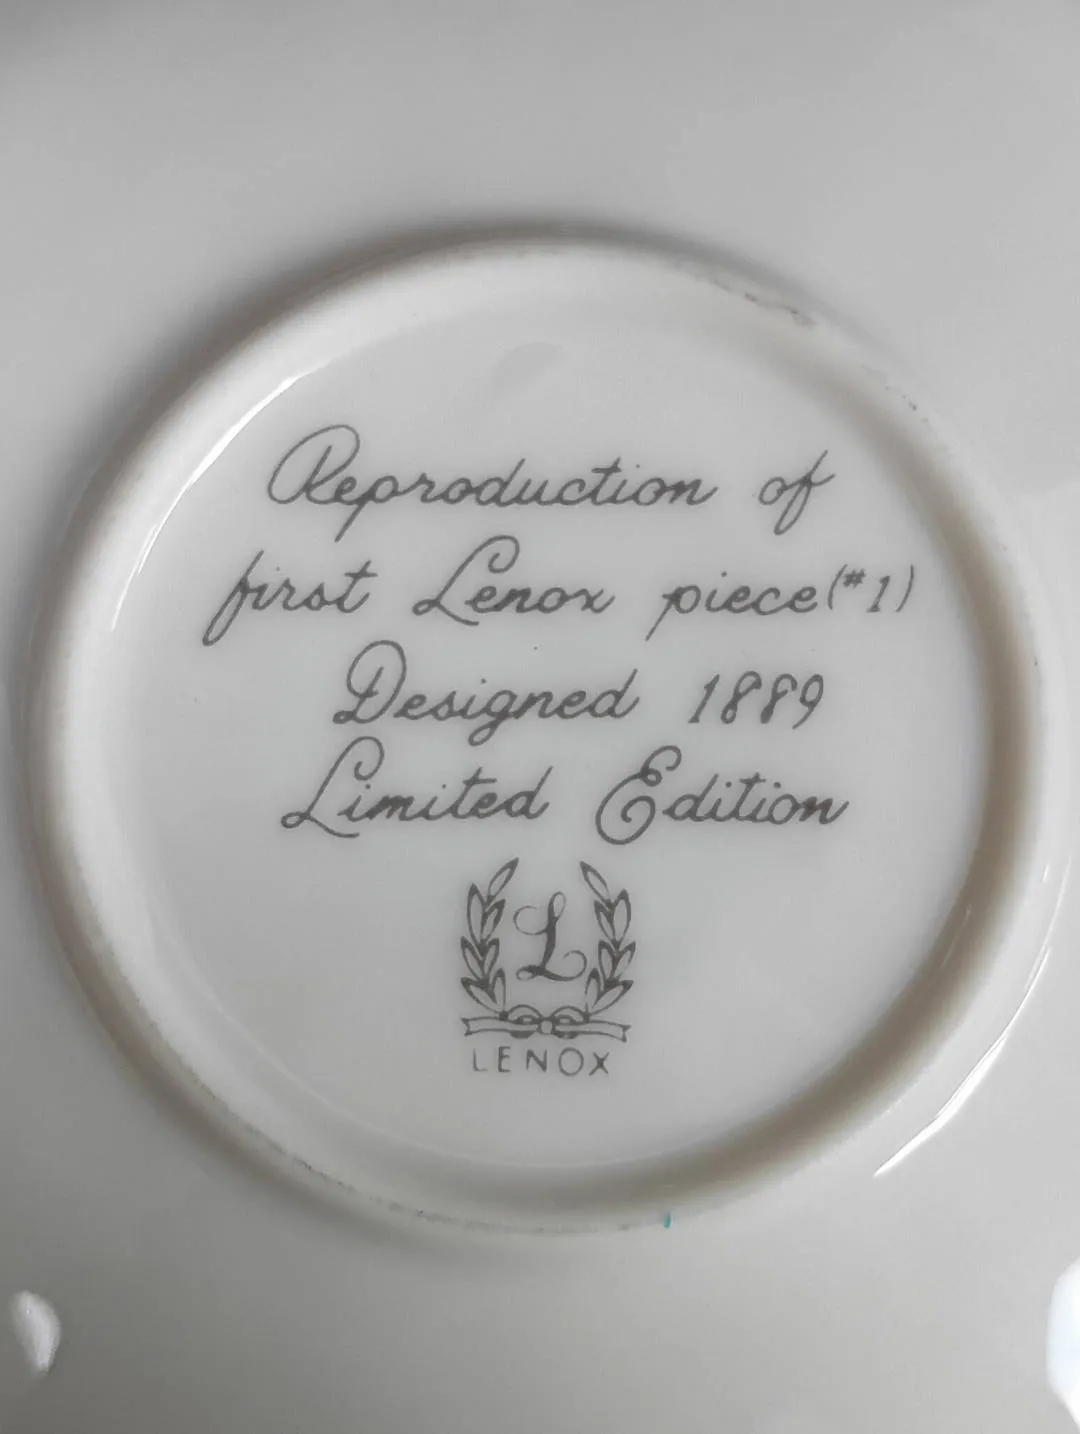 Reproduction of
first Lenox piece (#1)
Designed 1889
Limited Edition
L
LENOX